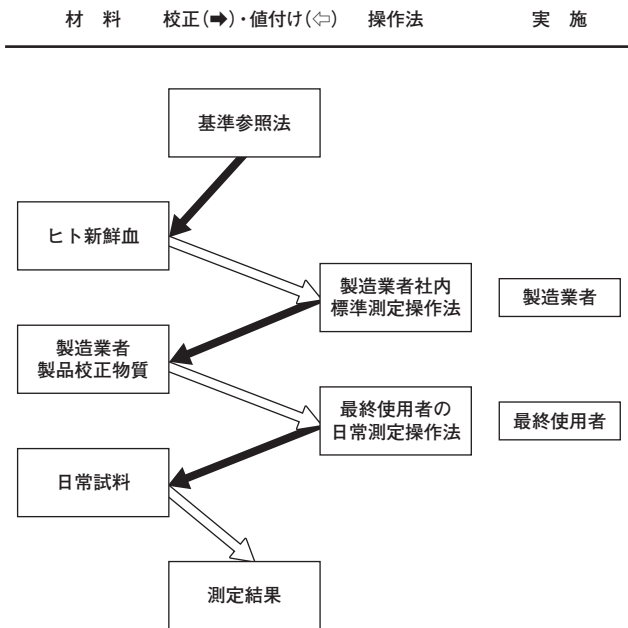 材　料　校正(➡)・値付け(⇦)　操作法　実　施
基準参照法
ヒト新鮮血
製造業者社内
標準測定操作法
製造業者
製造業者
製品校正物質
最終使用者の
日常測定操作法
最終使用者
日常試料
測定結果